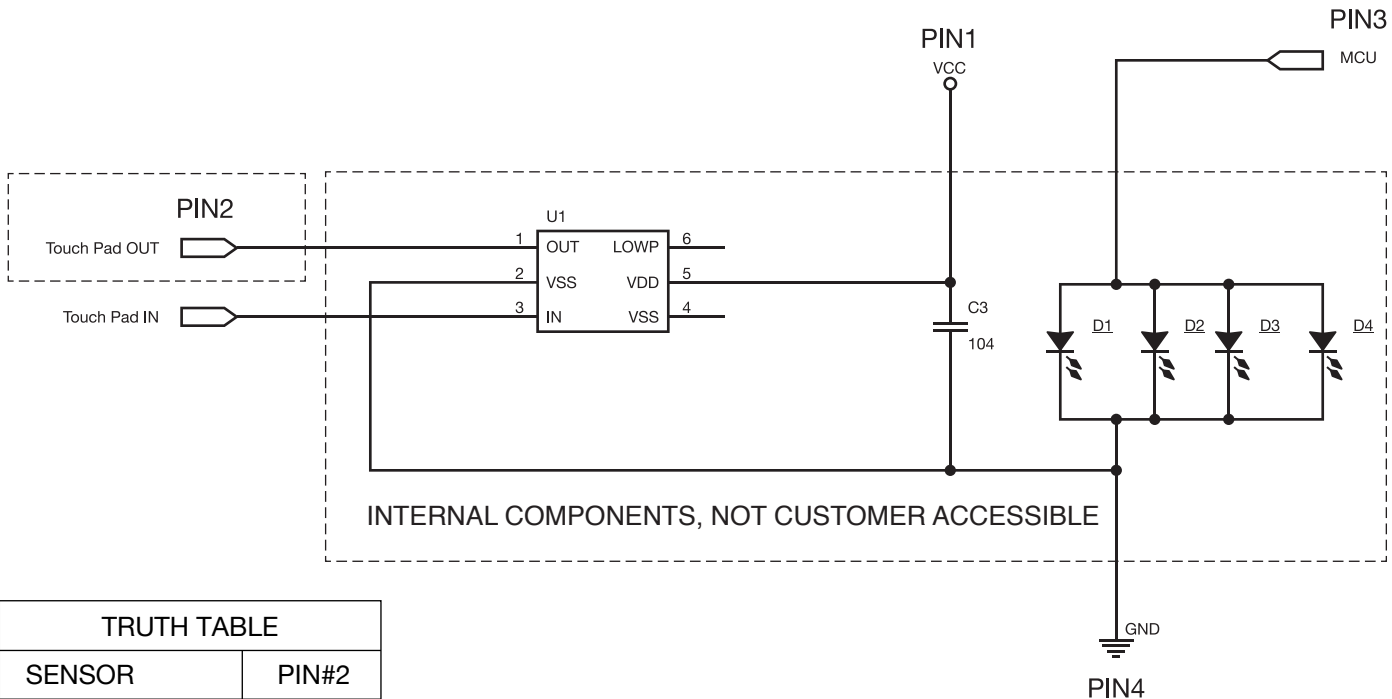 PIN3
MCU
PIN1
VCC
PIN2
Touch Pad OUT
Touch Pad IN
U1
1 OUT LOWP 6
2 VSS VDD 5
3 IN VSS 4
C3
104
D1 D2 D3 D4
INTERNAL COMPONENTS, NOT CUSTOMER ACCESSIBLE
GND
PIN4
TRUTH TABLE
SENSOR PIN#2